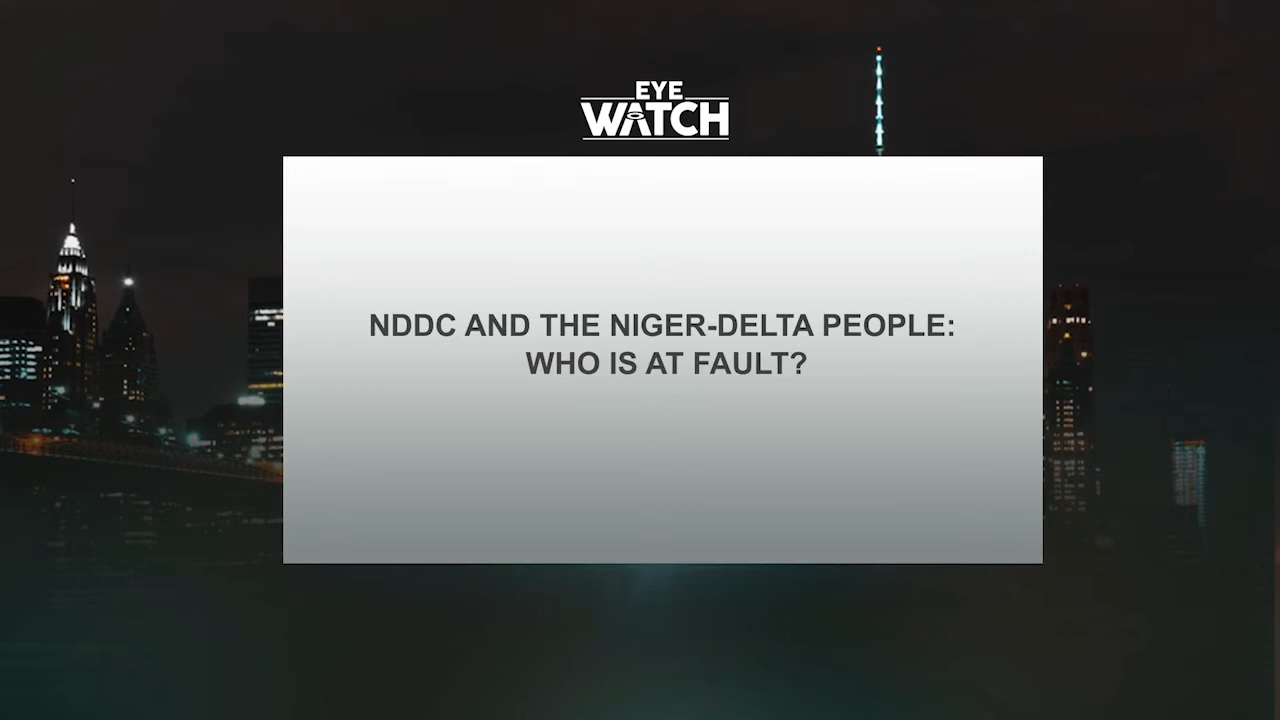 EYE
WATCH
NDDC AND THE NIGER-DELTA PEOPLE:
WHO IS AT FAULT?